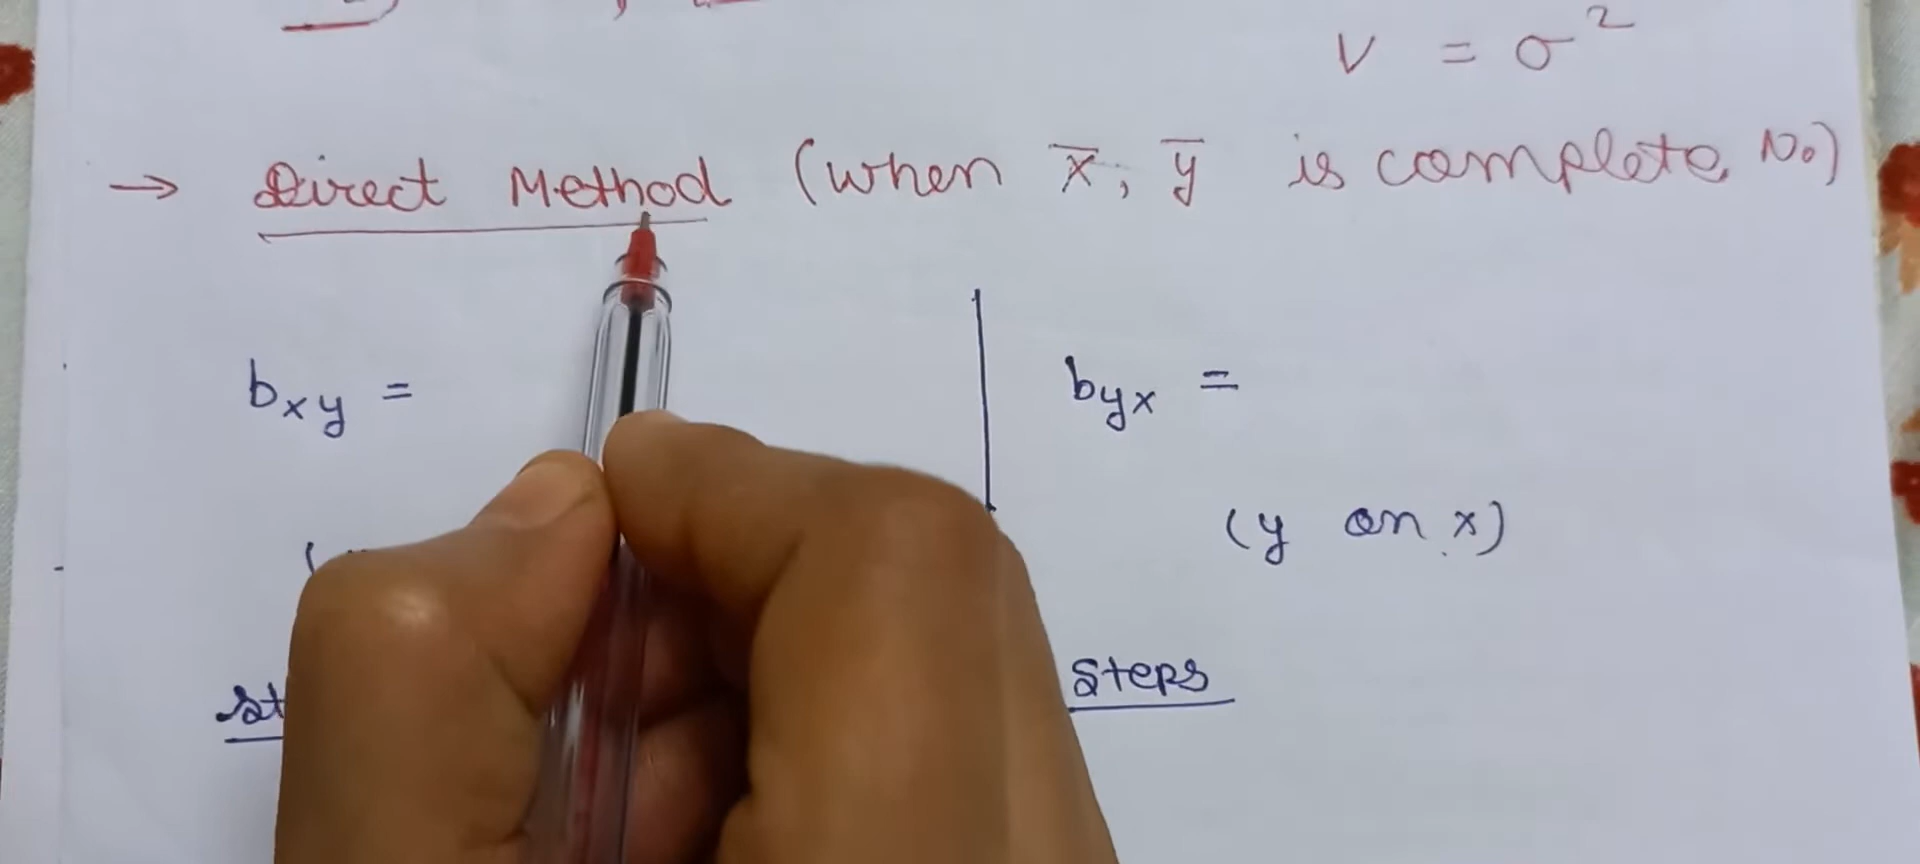 V = σ²
→ Direct Method (when x̄, ȳ is complete No)
bxy =
byx =
(y on x)
Steps